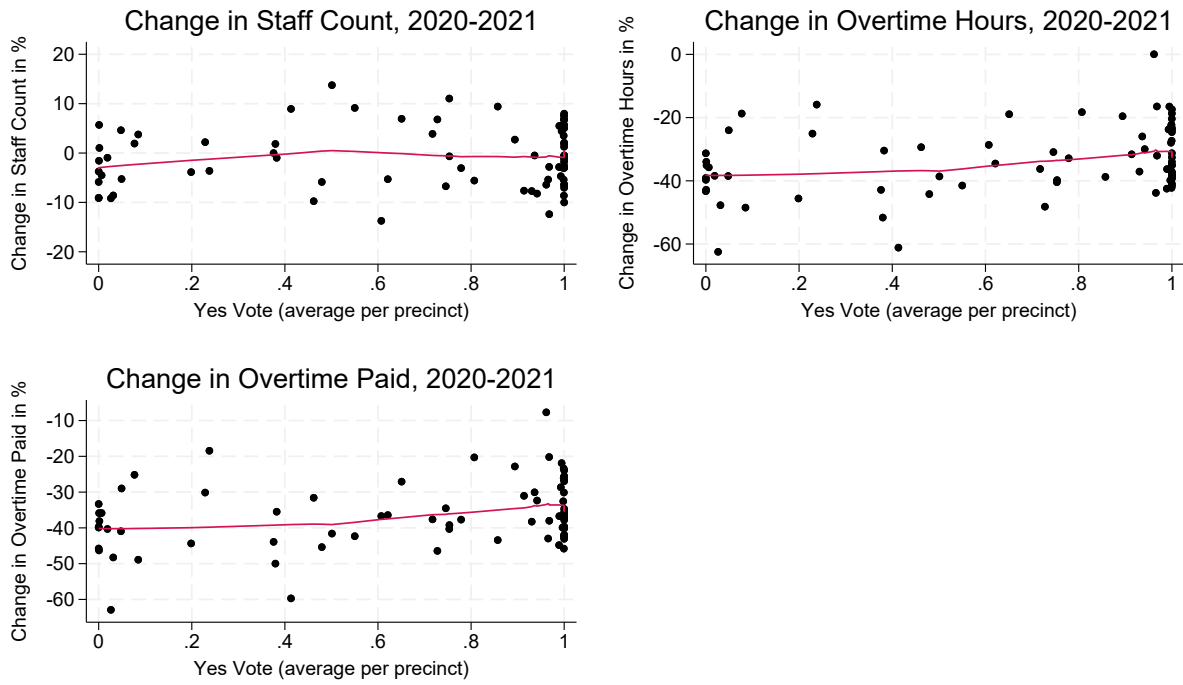 Change in Staff Count, 2020-2021
Change in Staff Count in %
20
10
0
-10
-20
0 .2 .4 .6 .8 1
Yes Vote (average per precinct)
Change in Overtime Hours, 2020-2021
Change in Overtime Hours in %
0
-20
-40
-60
0 .2 .4 .6 .8 1
Yes Vote (average per precinct)
Change in Overtime Paid, 2020-2021
Change in Overtime Paid in %
-10
-20
-30
-40
-50
-60
0 .2 .4 .6 .8 1
Yes Vote (average per precinct)